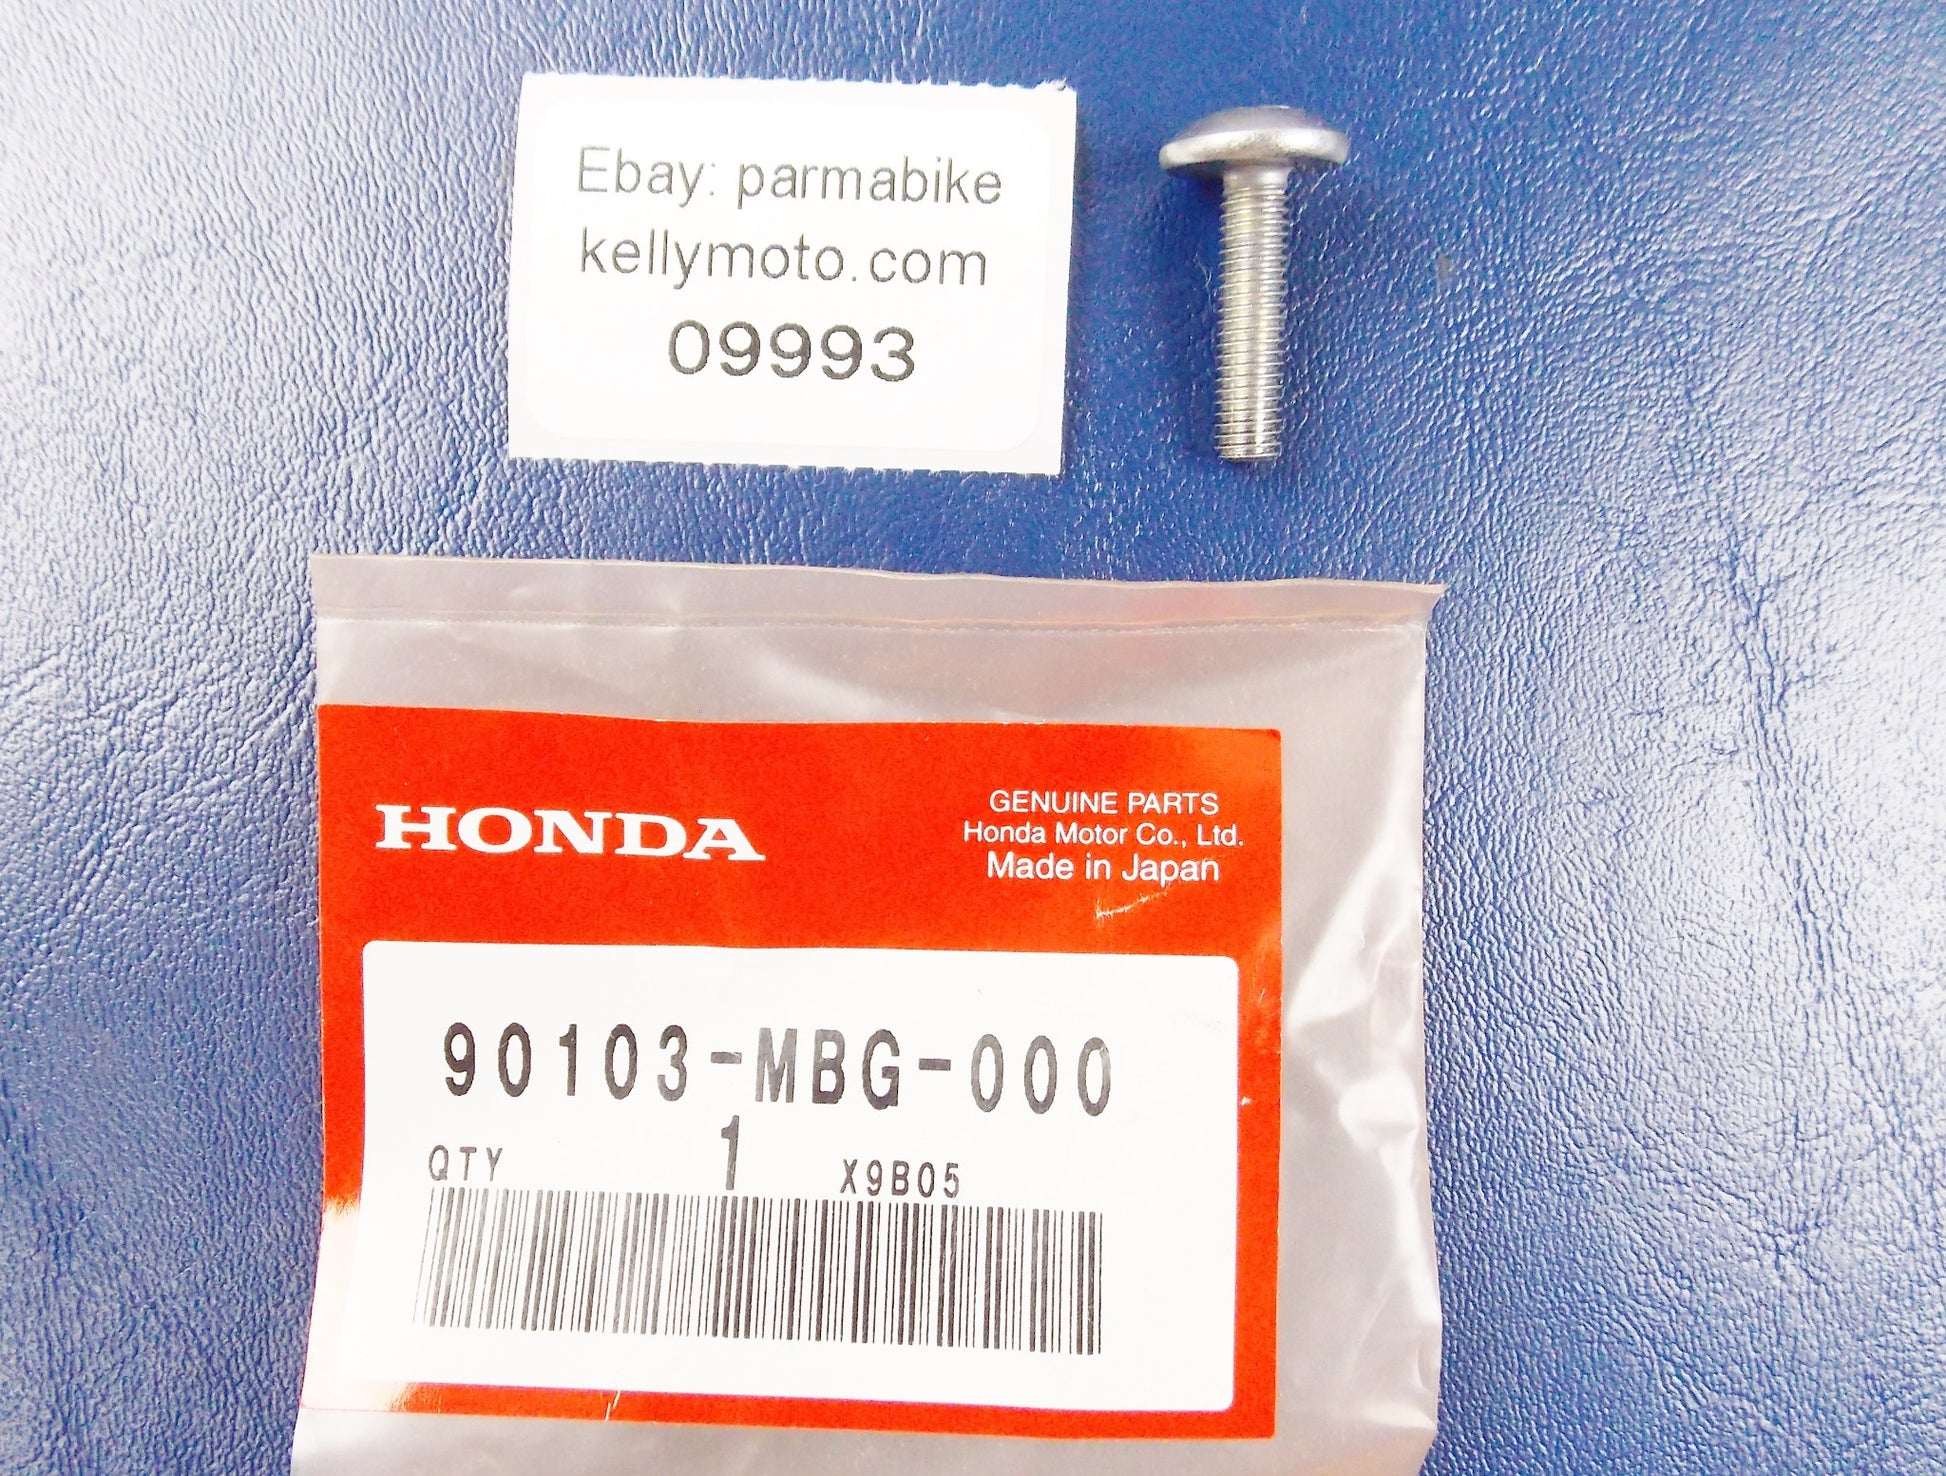 Ebay: parmabike
kellymoto.com
09993
HONDA
GENUINE PARTS
Honda Motor Co., Ltd.
Made in Japan
90103-MBG-000
QTY 1 X9B05